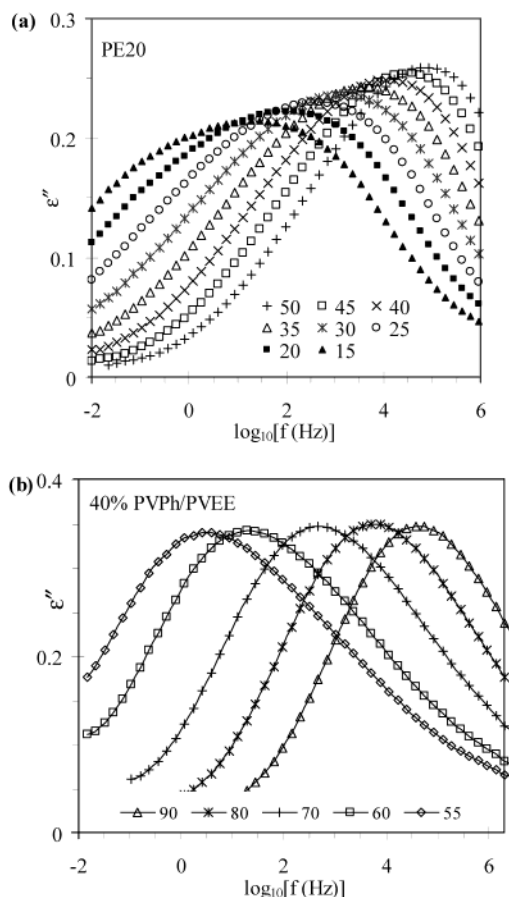 (a)
PE20
0.3
0.2
0.1
0
ε″
+ 50 □ 45 × 40
△ 35 ж 30 ○ 25
■ 20 ▲ 15
-2 0 2 4 6
log₁₀[f (Hz)]
(b)
40% PVPh/PVEE
0.4
0.2
0
ε″
90 80 70 60 55
-2 0 2 4 6
log₁₀[f (Hz)]